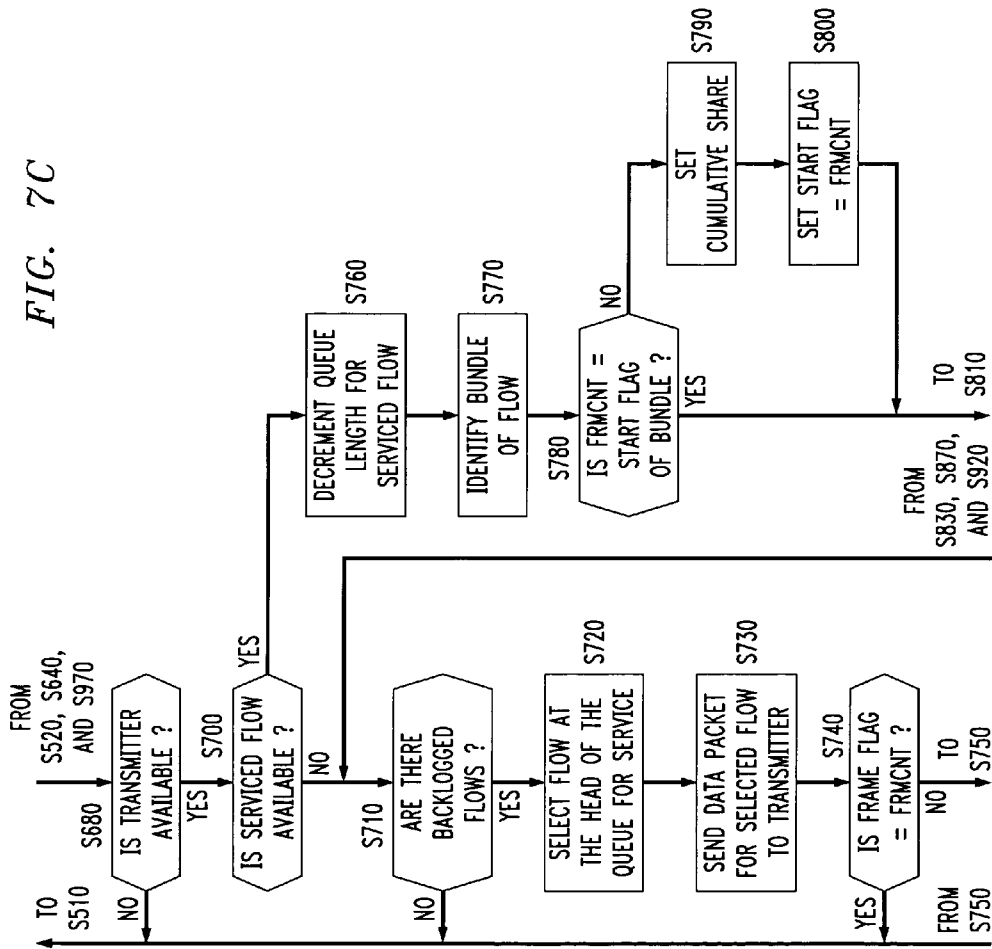 FIG. 7C
TO
S510
FROM
S520, S640,
AND S970
S680
IS TRANSMITTER
AVAILABLE ?
NO
YES
S700
IS SERVICED FLOW
AVAILABLE ?
YES
NO
S710
ARE THERE
BACKLOGGED
FLOWS ?
NO
YES
SELECT FLOW AT
THE HEAD OF THE
QUEUE FOR SERVICE
S720
SEND DATA PACKET
FOR SELECTED FLOW
TO TRANSMITTER
S730
S740
IS FRAME FLAG
= FRMCNT ?
YES
NO
FROM
S750
TO
S750
DECREMENT QUEUE
LENGTH FOR
SERVICED FLOW
S760
IDENTIFY BUNDLE
OF FLOW
S770
S780
IS FRMCNT =
START FLAG
OF BUNDLE ?
NO
YES
FROM
S830, S870,
AND S920
TO
S810
SET
CUMULATIVE SHARE
S790
SET START FLAG
= FRMCNT
S800